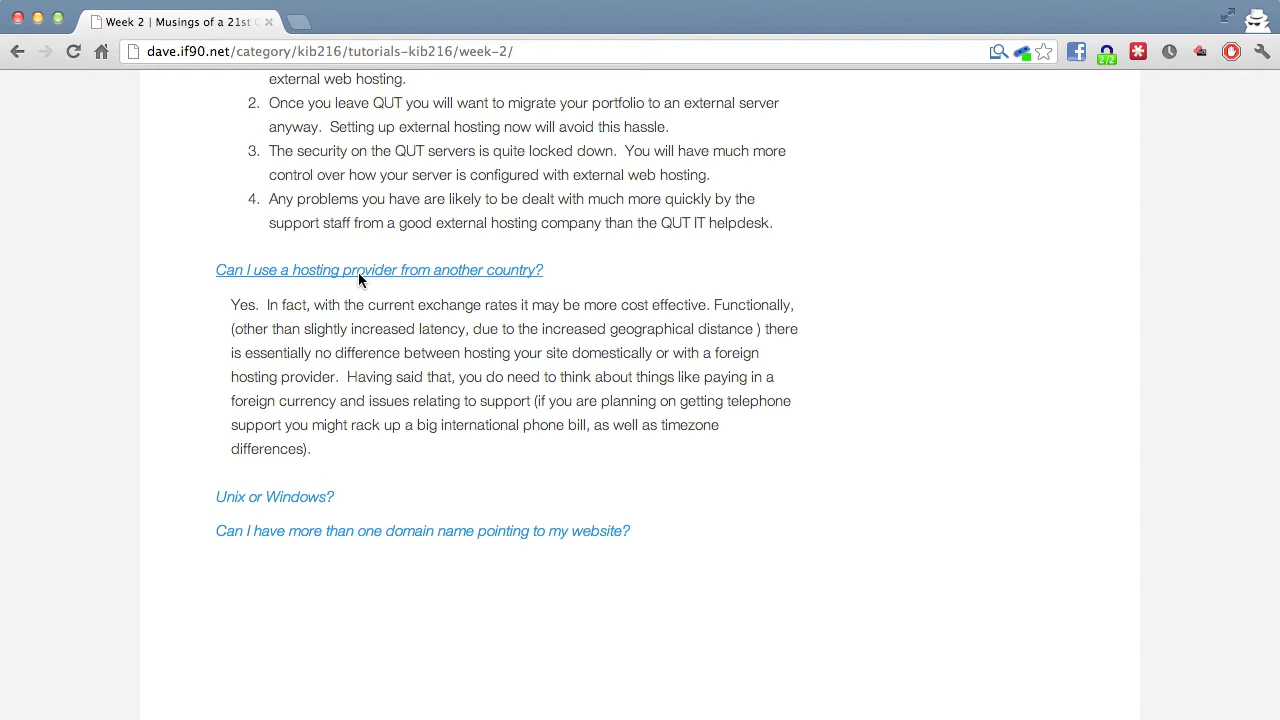 Week 2 | Musings of a 21st C
dave.if90.net/category/kib216/tutorials-kib216/week-2/
2/2
external web hosting.
2. Once you leave QUT you will want to migrate your portfolio to an external server
anyway.  Setting up external hosting now will avoid this hassle.
3. The security on the QUT servers is quite locked down.  You will have much more
control over how your server is configured with external web hosting.
4. Any problems you have are likely to be dealt with much more quickly by the
support staff from a good external hosting company than the QUT IT helpdesk.
Can I use a hosting provider from another country?
Yes.  In fact, with the current exchange rates it may be more cost effective. Functionally,
(other than slightly increased latency, due to the increased geographical distance ) there
is essentially no difference between hosting your site domestically or with a foreign
hosting provider.  Having said that, you do need to think about things like paying in a
foreign currency and issues relating to support (if you are planning on getting telephone
support you might rack up a big international phone bill, as well as timezone
differences).
Unix or Windows?
Can I have more than one domain name pointing to my website?